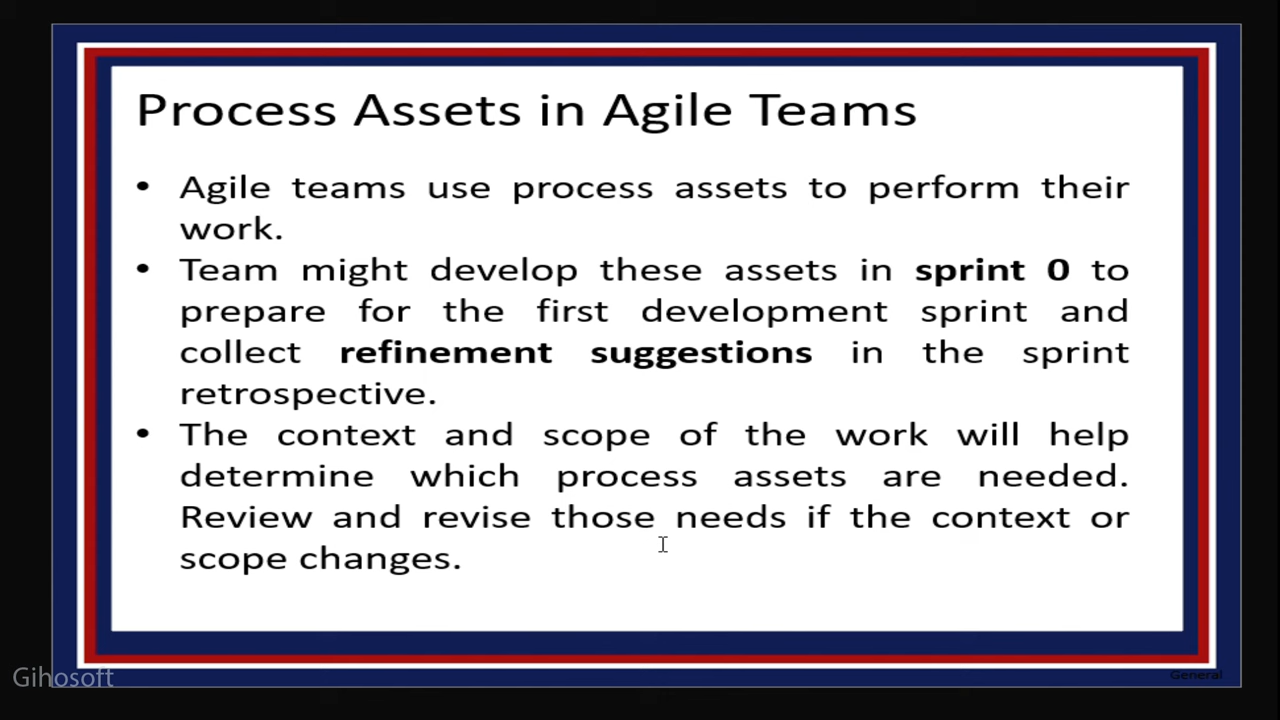 Process Assets in Agile Teams
• Agile teams use process assets to perform their
work.
• Team might develop these assets in sprint 0 to
prepare for the first development sprint and
collect refinement suggestions in the sprint
retrospective.
• The context and scope of the work will help
determine which process assets are needed.
Review and revise those needs if the context or
scope changes.
Gihosoft
General